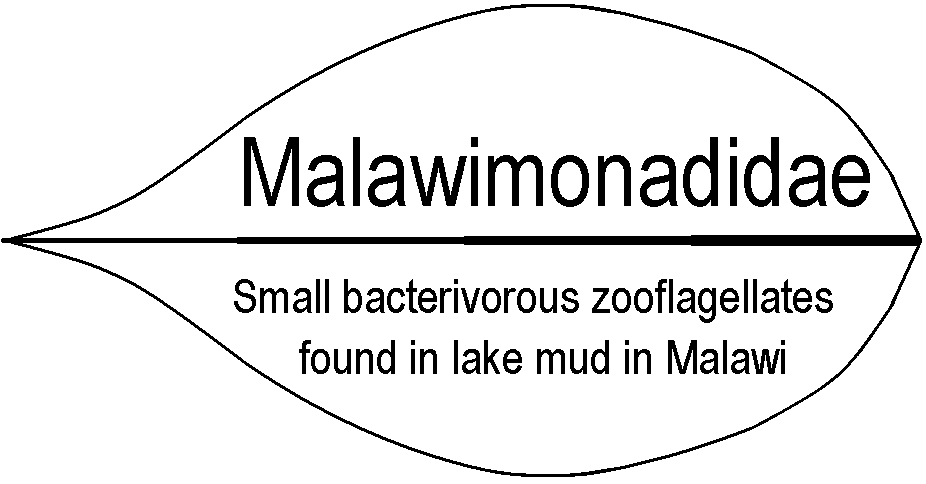 Malawimonadidae
Small bacterivorous zooflagellates
found in lake mud in Malawi